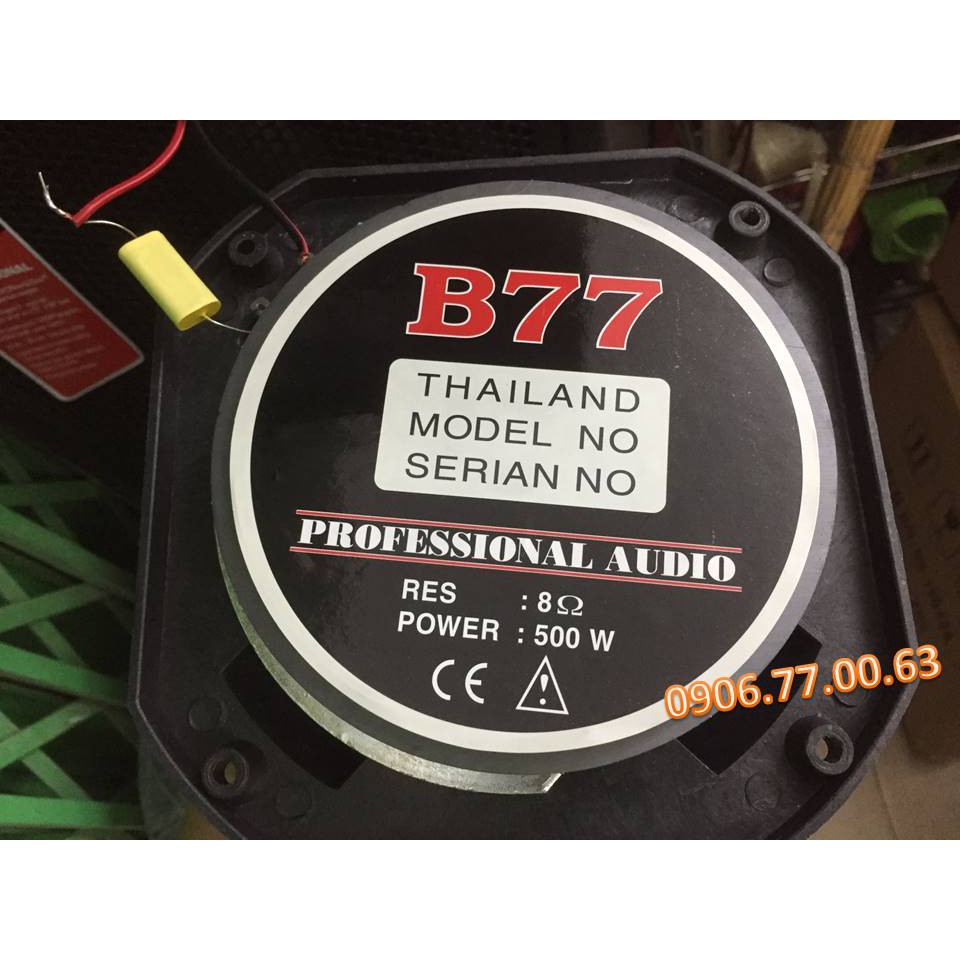 B77
THAILAND
MODEL NO
SERIAN NO
PROFESSIONAL AUDIO
RES : 8Ω
POWER : 500 W
CE
0906.77.00.63